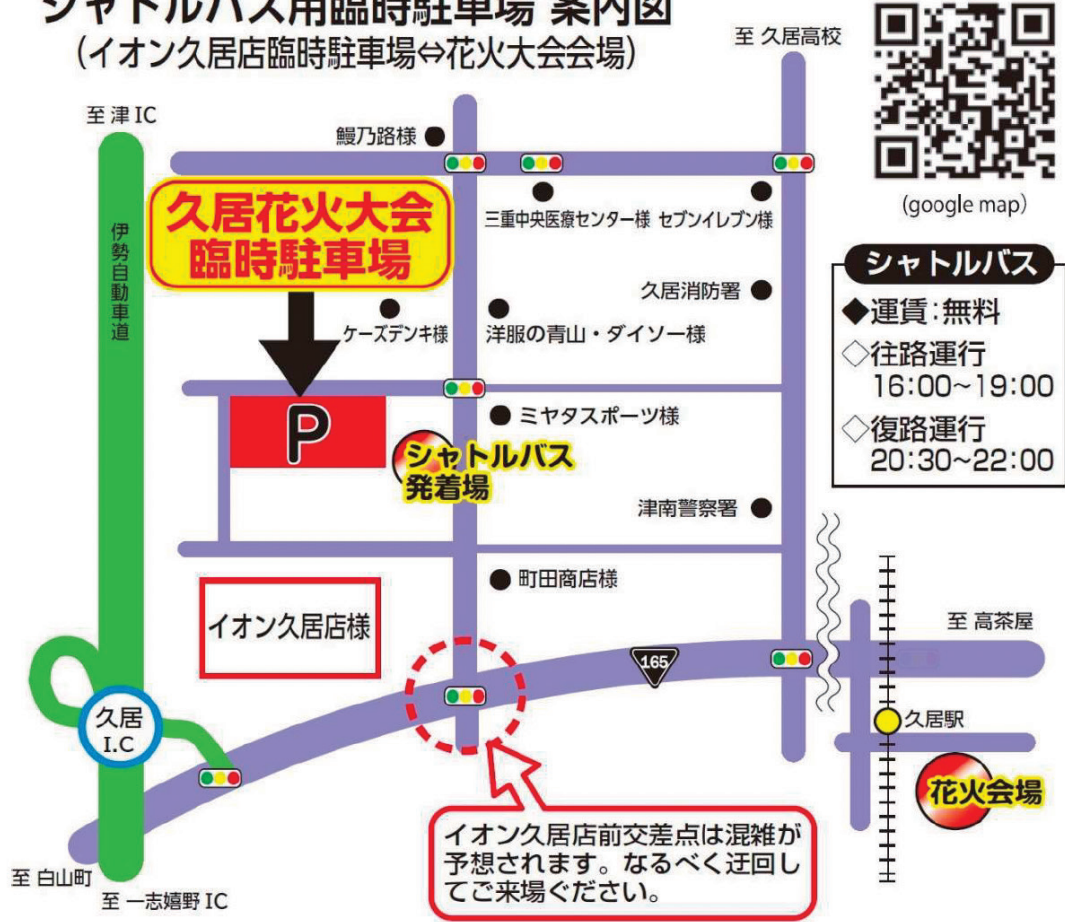 シャトルバス用臨時駐車場 案内図
(イオン久居店臨時駐車場⇔花火大会会場)
至 久居高校
(google map)
至 津 IC
鰻乃路様
三重中央医療センター様
セブンイレブン様
久居花火大会
臨時駐車場
伊勢自動車道
久居消防署
ケーズデンキ様
洋服の青山・ダイソー様
シャトルバス
◆運賃:無料
◇往路運行
16:00~19:00
◇復路運行
20:30~22:00
P
ミヤタスポーツ様
シャトルバス
発着場
津南警察署
町田商店様
イオン久居店様
至 高茶屋
165
久居
I.C
久居駅
花火会場
イオン久居店前交差点は混雑が
予想されます。なるべく迂回し
てご来場ぐださい。
至 白山町
至 一志嬉野 IC